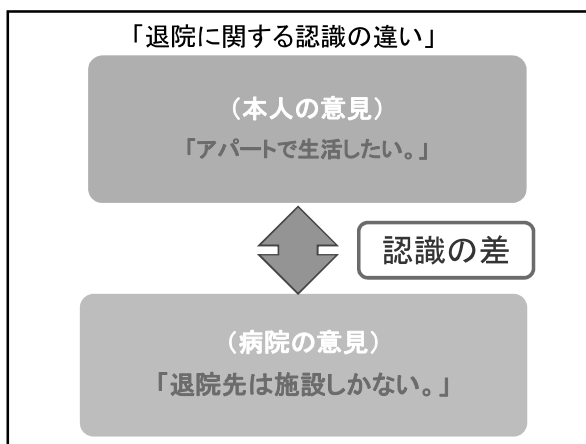 「退院に関する認識の違い」
（本人の意見）
「アパートで生活したい。」
認識の差
（病院の意見）
「退院先は施設しかない。」